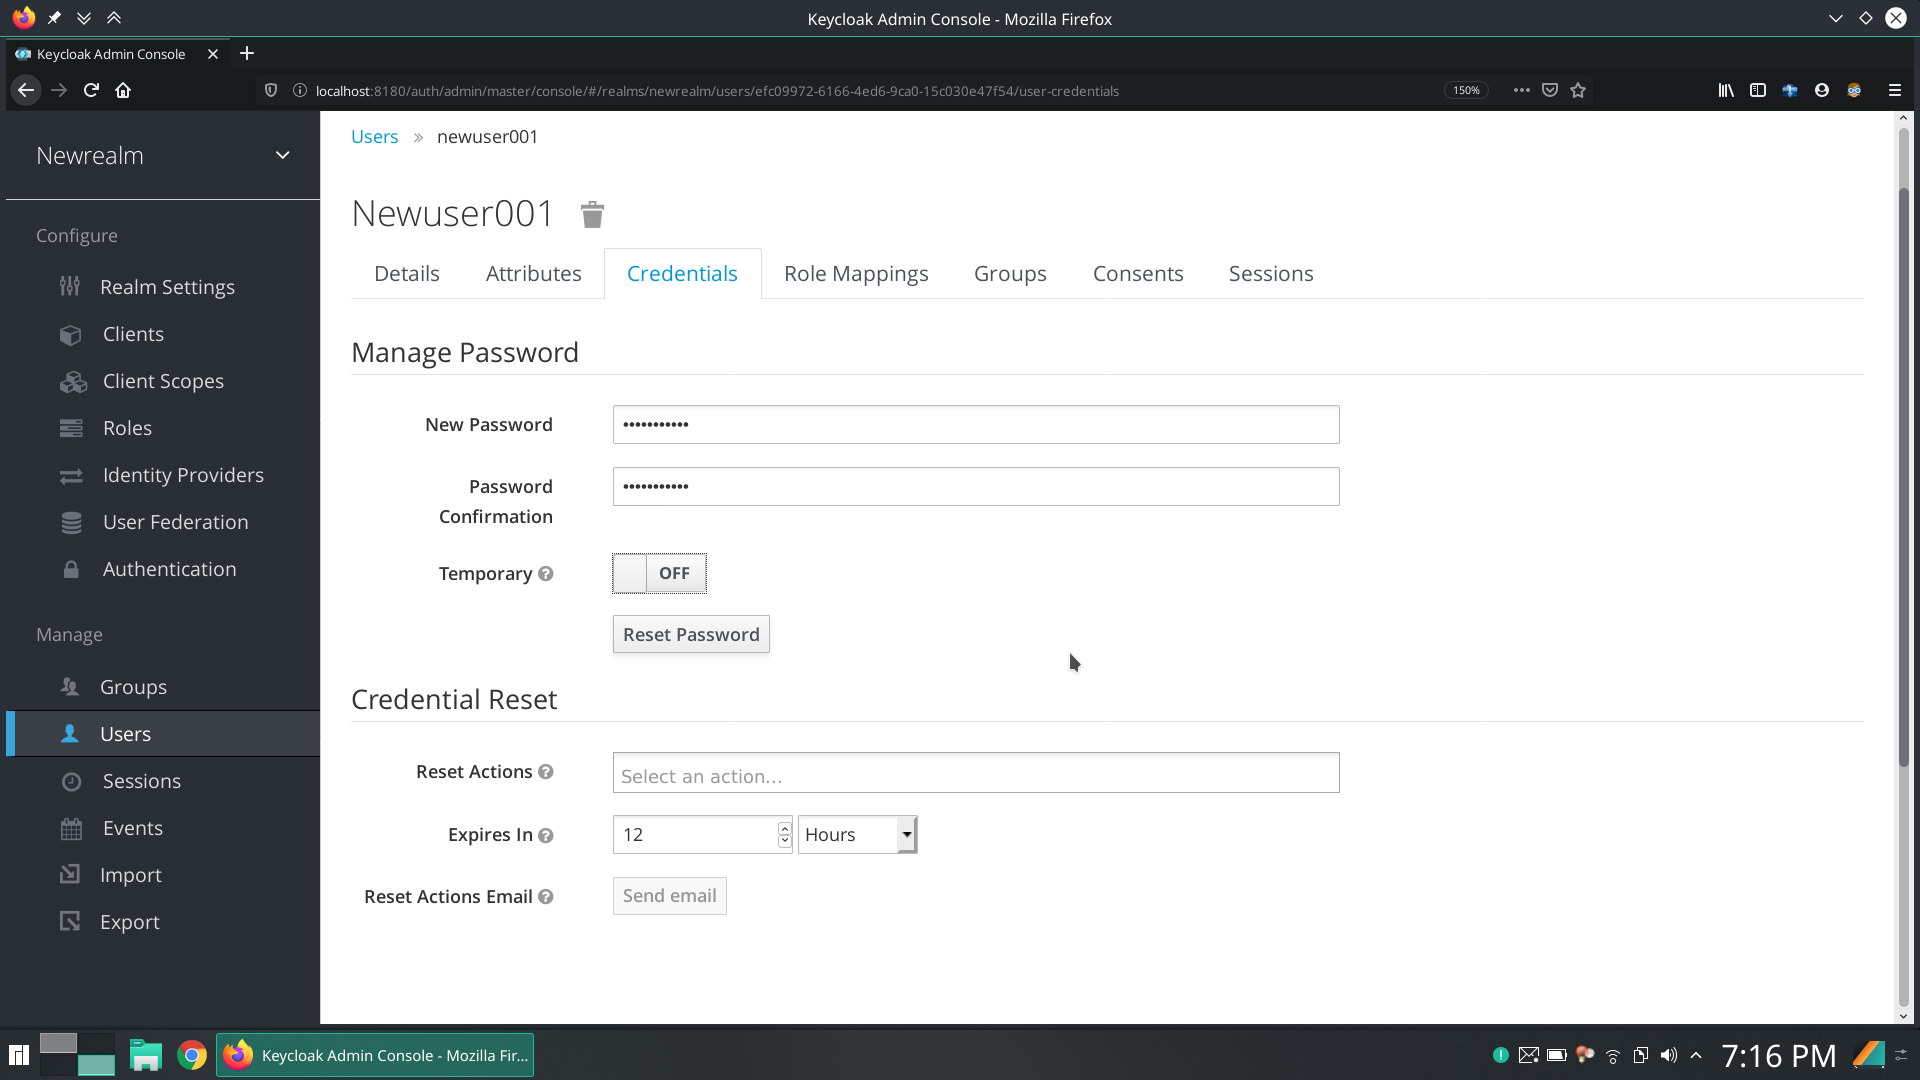 Keycloak Admin Console - Mozilla Firefox
Keycloak Admin Console
localhost:8180/auth/admin/master/console/#/realms/newrealm/users/efc09972-6166-4ed6-9ca0-15c030e47f54/user-credentials
150%
Newrealm
Configure
Realm Settings
Clients
Client Scopes
Roles
Identity Providers
User Federation
Authentication
Manage
Groups
Users
Sessions
Events
Import
Export
Users » newuser001
Newuser001
Details Attributes Credentials Role Mappings Groups Consents Sessions
Manage Password
New Password •••••••••••
Password Confirmation •••••••••••
Temporary OFF
Reset Password
Credential Reset
Reset Actions Select an action...
Expires In 12 Hours
Reset Actions Email Send email
Keycloak Admin Console - Mozilla Fir...
7:16 PM